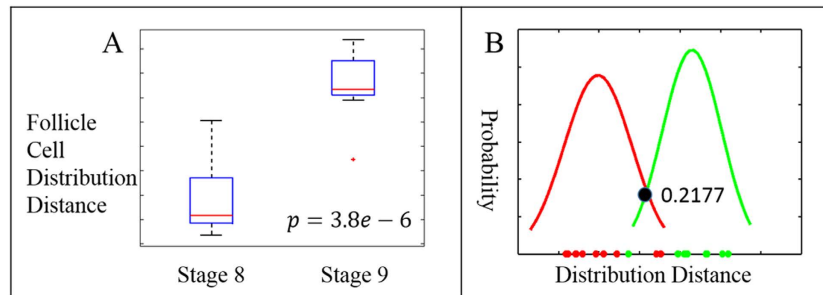 A
Follicle
Cell
Distribution
Distance
p = 3.8e − 6
Stage 8
Stage 9
B
Probability
0.2177
Distribution Distance